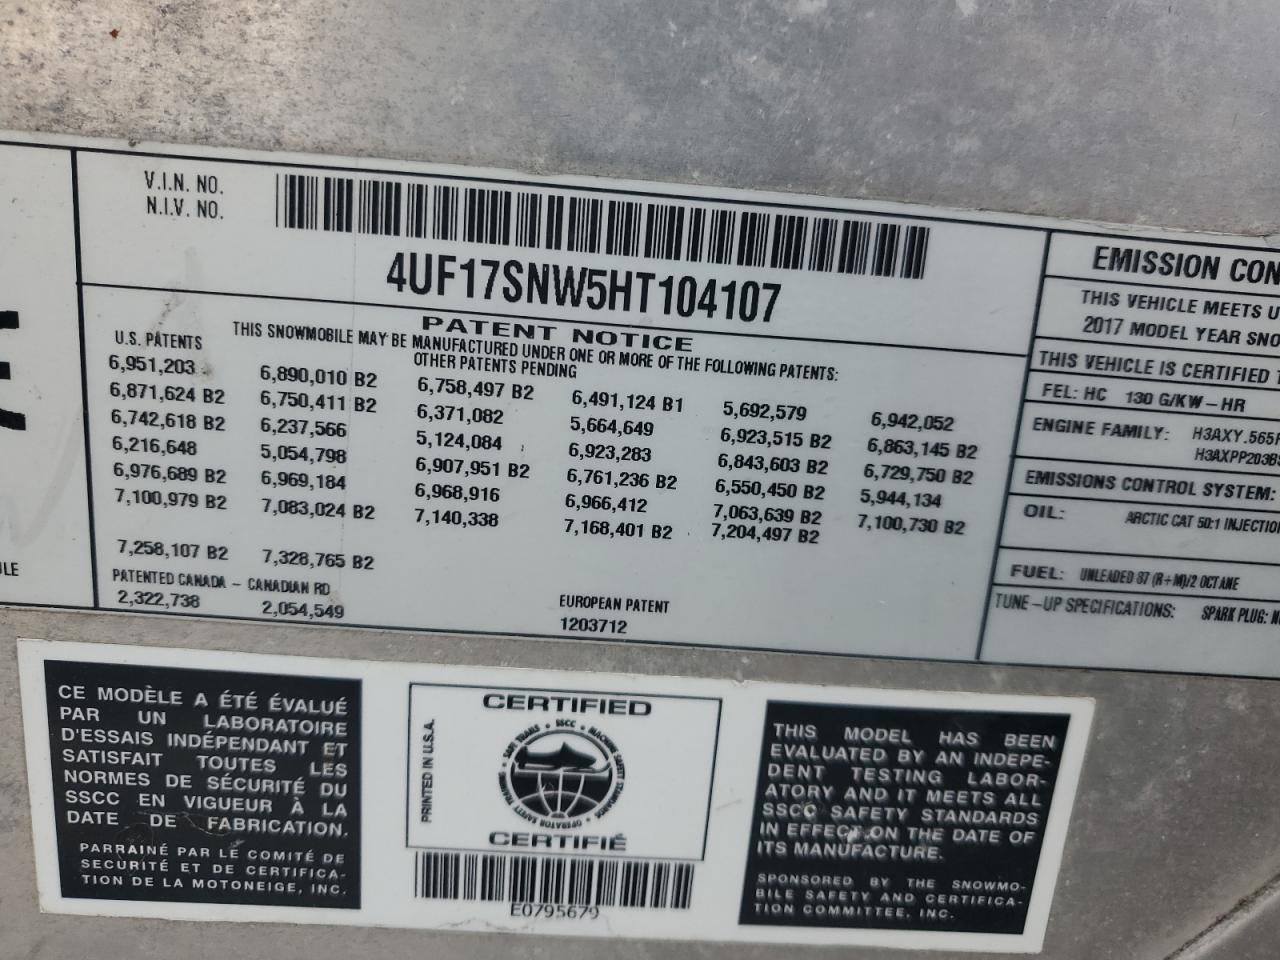 V.I.N. NO.
N.I.V. NO.
4UF17SNW5HT104107
PATENT NOTICE
THIS SNOWMOBILE MAY BE MANUFACTURED UNDER ONE OR MORE OF THE FOLLOWING PATENTS:
OTHER PATENTS PENDING
U.S. PATENTS
6,951,203 6,890,010 B2 6,758,497 B2 6,491,124 B1 5,692,579 6,942,052
6,871,624 B2 6,750,411 B2 6,371,082 5,664,649 6,923,515 B2 6,863,145 B2
6,742,618 B2 6,237,566 5,124,084 6,923,283 6,843,603 B2 6,729,750 B2
6,216,648 5,054,798 6,907,951 B2 6,761,236 B2 6,550,450 B2 5,944,134
6,976,689 B2 6,969,184 6,968,916 6,966,412 7,063,639 B2 7,100,730 B2
7,100,979 B2 7,083,024 B2 7,140,338 7,168,401 B2 7,204,497 B2
7,258,107 B2 7,328,765 B2
PATENTED CANADA - CANADIAN RD
2,322,738 2,054,549
EUROPEAN PATENT
1203712
EMISSION CON
THIS VEHICLE MEETS U
2017 MODEL YEAR SNO
THIS VEHICLE IS CERTIFIED T
FEL: HC 130 G/KW-HR
ENGINE FAMILY: H3AXY.565
H3AXPP203B
EMISSIONS CONTROL SYSTEM:
OIL: ARCTIC CAT 50:1 INJECTION
FUEL: UNLEADED 87 (R+M)/2 OCTANE
TUNE-UP SPECIFICATIONS: SPARK PLUG:
ULE
CE MODÈLE A ÉTÉ ÉVALUÉ
PAR UN LABORATOIRE
D'ESSAIS INDÉPENDANT ET
SATISFAIT TOUTES LES
NORMES DE SÉCURITÉ DU
SSCC EN VIGUEUR À LA
DATE DE FABRICATION.
PARRAINÉ PAR LE COMITÉ DE
SÉCURITÉ ET DE CERTIFICA-
TION DE LA MOTONEIGE, INC.
PRINTED IN U.S.A.
CERTIFIED
SAFE TRAILS • SSCC • MACHINE SAFETY STANDARDS
OPERATOR SAFETY TRAINING
CERTIFIÉ
E0795679
THIS MODEL HAS BEEN
EVALUATED BY AN INDEPE-
DENT TESTING LABOR-
ATORY AND IT MEETS ALL
SSCC SAFETY STANDARDS
IN EFFECT ON THE DATE OF
ITS MANUFACTURE.
SPONSORED BY THE SNOWMO-
BILE SAFETY AND CERTIFICA-
TION COMMITTEE, INC.